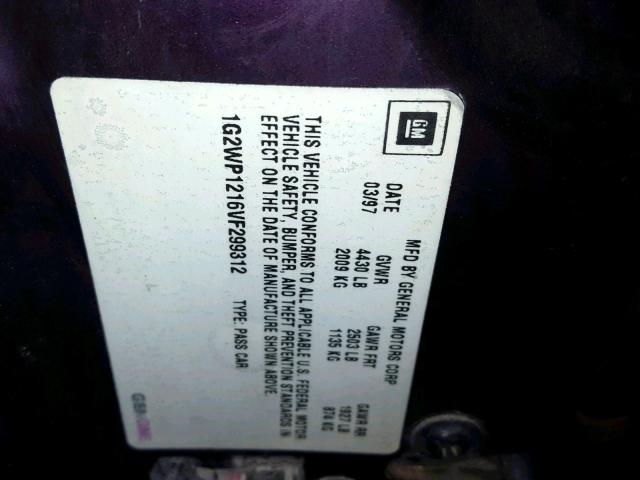 GM
MFD BY GENERAL MOTORS CORP
DATE GVWR GAWR FRT GAWR RR
03/97 4430 LB 2503 LB 1927 LB
2009 KG 1135 KG 874 KG
THIS VEHICLE CONFORMS TO ALL APPLICABLE U.S. FEDERAL MOTOR
VEHICLE SAFETY, BUMPER, AND THEFT PREVENTION STANDARDS IN
EFFECT ON THE DATE OF MANUFACTURE SHOWN ABOVE.
1G2WP1216VF299312 TYPE: PASS CAR